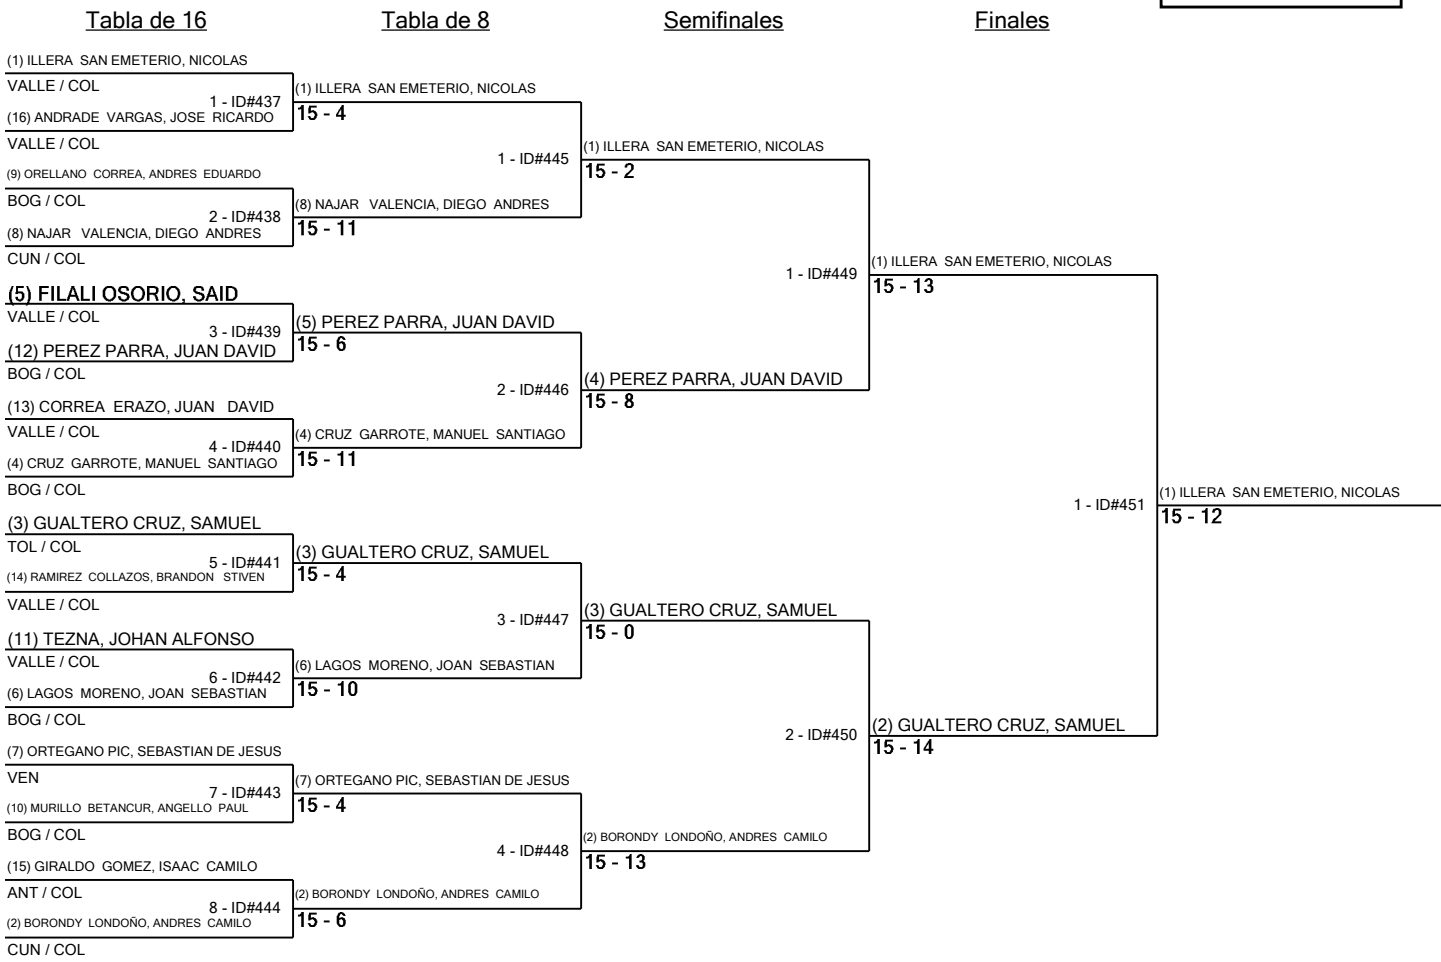 Tabla de 16
Tabla de 8
Semifinales
Finales
(1) ILLERA SAN EMETERIO, NICOLAS
VALLE / COL
1 - ID#437
(16) ANDRADE VARGAS, JOSE RICARDO
VALLE / COL
(9) ORELLANO CORREA, ANDRES EDUARDO
BOG / COL
2 - ID#438
(8) NAJAR VALENCIA, DIEGO ANDRES
CUN / COL
(5) FILALI OSORIO, SAID
VALLE / COL
3 - ID#439
(12) PEREZ PARRA, JUAN DAVID
BOG / COL
(13) CORREA ERAZO, JUAN DAVID
VALLE / COL
4 - ID#440
(4) CRUZ GARROTE, MANUEL SANTIAGO
BOG / COL
(3) GUALTERO CRUZ, SAMUEL
TOL / COL
5 - ID#441
(14) RAMIREZ COLLAZOS, BRANDON STIVEN
VALLE / COL
(11) TEZNA, JOHAN ALFONSO
VALLE / COL
6 - ID#442
(6) LAGOS MORENO, JOAN SEBASTIAN
BOG / COL
(7) ORTEGANO PIC, SEBASTIAN DE JESUS
VEN
7 - ID#443
(10) MURILLO BETANCUR, ANGELLO PAUL
BOG / COL
(15) GIRALDO GOMEZ, ISAAC CAMILO
ANT / COL
8 - ID#444
(2) BORONDY LONDOÑO, ANDRES CAMILO
CUN / COL
(1) ILLERA SAN EMETERIO, NICOLAS
15 - 4
1 - ID#445
(8) NAJAR VALENCIA, DIEGO ANDRES
15 - 11
(5) PEREZ PARRA, JUAN DAVID
15 - 6
2 - ID#446
(4) CRUZ GARROTE, MANUEL SANTIAGO
15 - 11
(3) GUALTERO CRUZ, SAMUEL
15 - 4
3 - ID#447
(6) LAGOS MORENO, JOAN SEBASTIAN
15 - 10
(7) ORTEGANO PIC, SEBASTIAN DE JESUS
15 - 4
4 - ID#448
(2) BORONDY LONDOÑO, ANDRES CAMILO
15 - 6
(1) ILLERA SAN EMETERIO, NICOLAS
15 - 2
1 - ID#449
(4) PEREZ PARRA, JUAN DAVID
15 - 8
(3) GUALTERO CRUZ, SAMUEL
15 - 0
2 - ID#450
(2) BORONDY LONDOÑO, ANDRES CAMILO
15 - 13
(1) ILLERA SAN EMETERIO, NICOLAS
15 - 13
1 - ID#451
(2) GUALTERO CRUZ, SAMUEL
15 - 14
(1) ILLERA SAN EMETERIO, NICOLAS
15 - 12